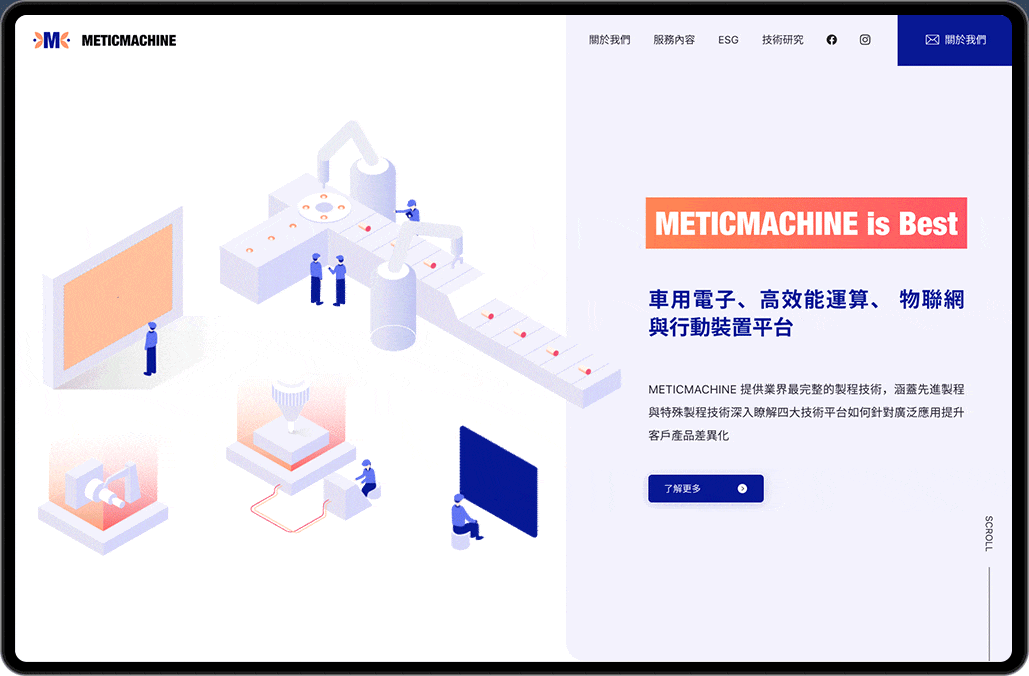 METICMACHINE
關於我們
服務內容
ESG
技術研究
關於我們
METICMACHINE is Best
車用電子、高效能運算、 物聯網
與行動裝置平台
METICMACHINE 提供業界最完整的製程技術，涵蓋先進製程
與特殊製程技術深入瞭解四大技術平台如何針對廣泛應用提升
客戶產品差異化
了解更多
SCROLL